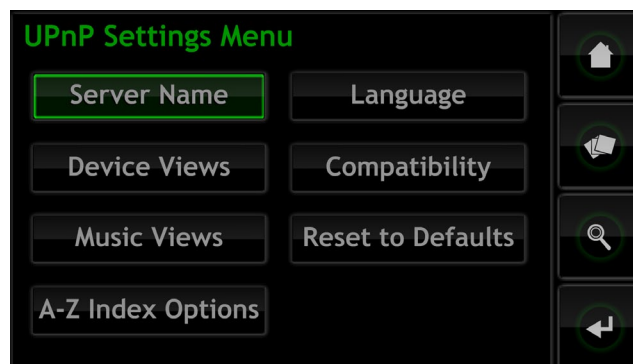 UPnP Settings Menu
Server Name
Language
Device Views
Compatibility
Music Views
Reset to Defaults
A-Z Index Options